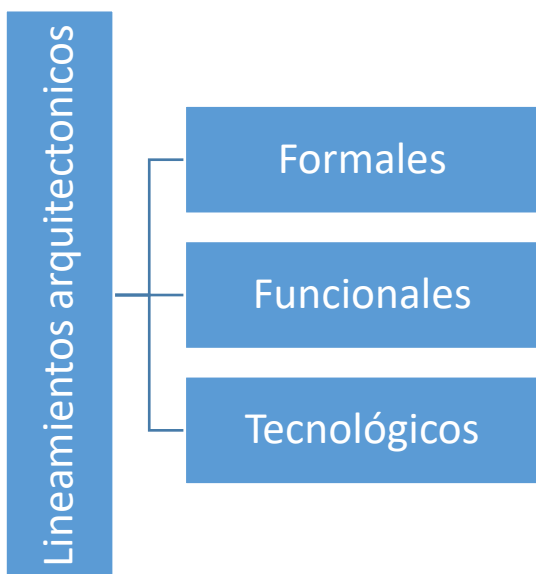 Lineamientos arquitectonicos
Formales
Funcionales
Tecnológicos